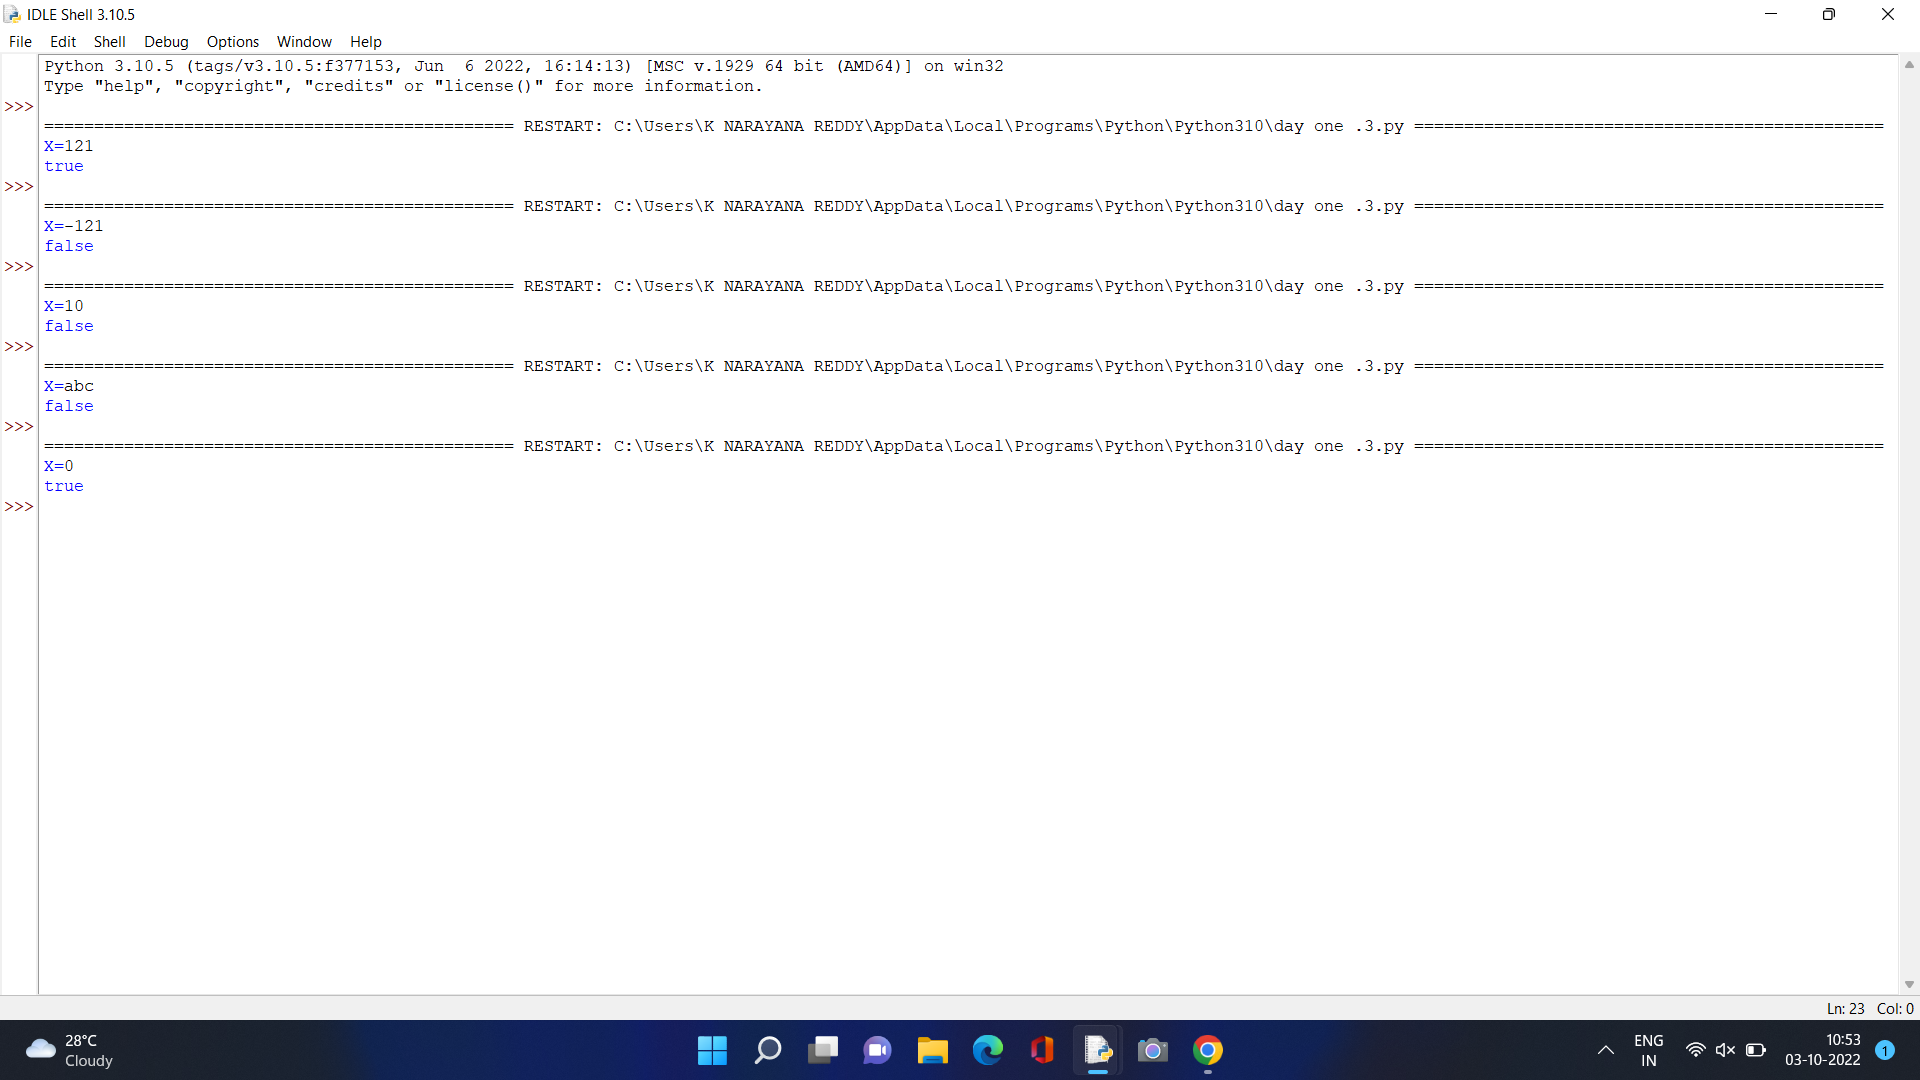 IDLE Shell 3.10.5
File Edit Shell Debug Options Window Help
Python 3.10.5 (tags/v3.10.5:f377153, Jun  6 2022, 16:14:13) [MSC v.1929 64 bit (AMD64)] on win32
Type "help", "copyright", "credits" or "license()" for more information.
>>>
=============================================== RESTART: C:\Users\K NARAYANA REDDY\AppData\Local\Programs\Python\Python310\day one .3.py ===============================================
X=121
true
>>>
=============================================== RESTART: C:\Users\K NARAYANA REDDY\AppData\Local\Programs\Python\Python310\day one .3.py ===============================================
X=-121
false
>>>
=============================================== RESTART: C:\Users\K NARAYANA REDDY\AppData\Local\Programs\Python\Python310\day one .3.py ===============================================
X=10
false
>>>
=============================================== RESTART: C:\Users\K NARAYANA REDDY\AppData\Local\Programs\Python\Python310\day one .3.py ===============================================
X=abc
false
>>>
=============================================== RESTART: C:\Users\K NARAYANA REDDY\AppData\Local\Programs\Python\Python310\day one .3.py ===============================================
X=0
true
>>>
Ln: 23 Col: 0
28°C
Cloudy
ENG
IN
10:53
03-10-2022
1